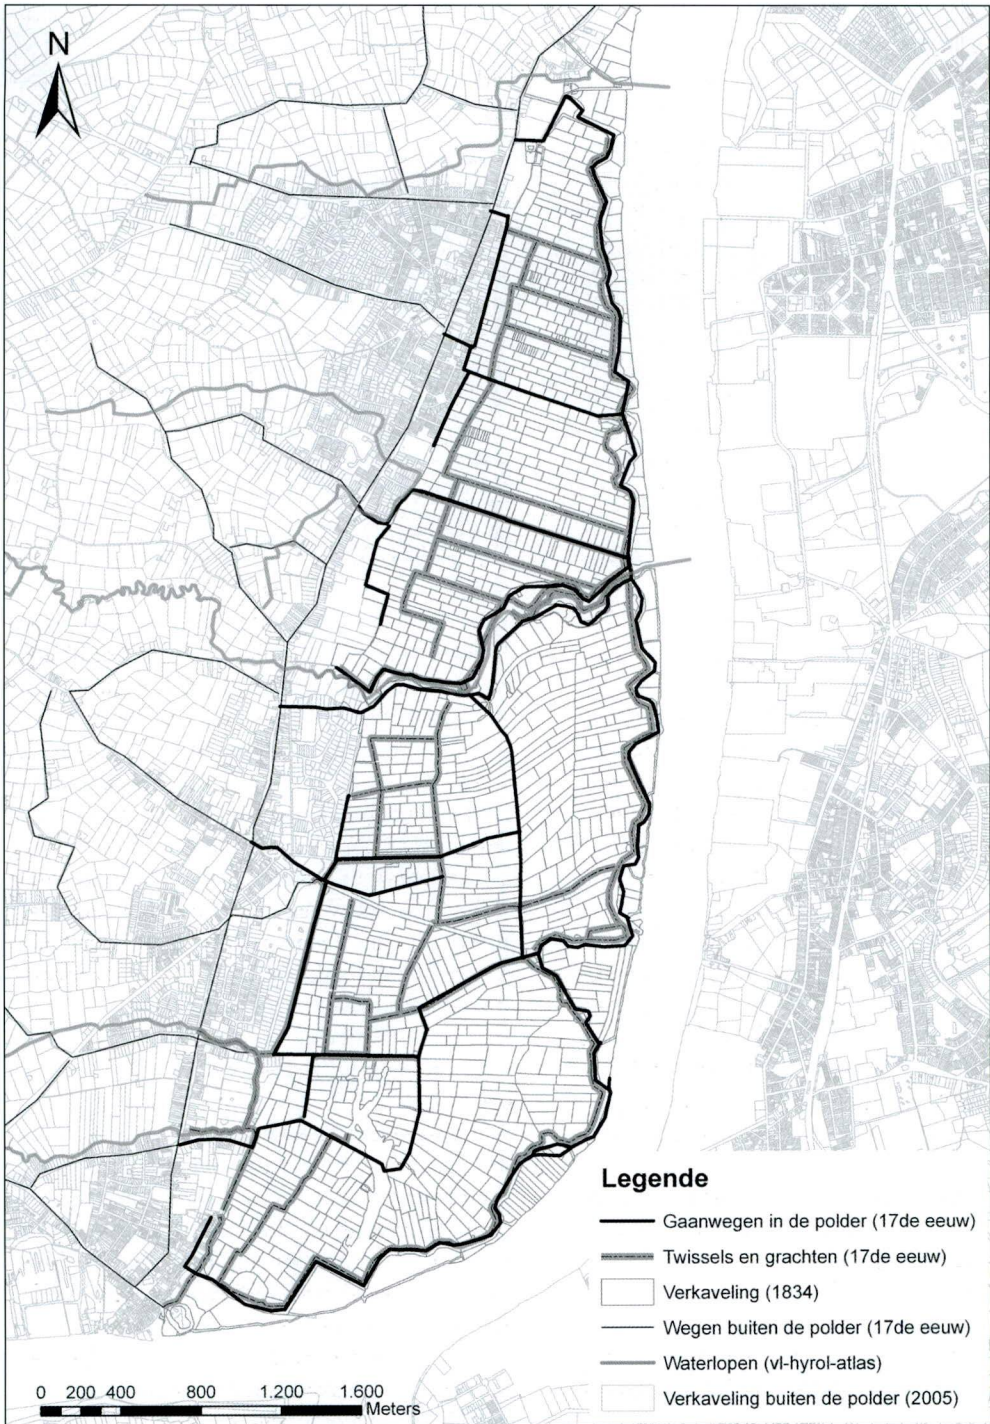 N
Legende
Gaanwegen in de polder (17de eeuw)
Twissels en grachten (17de eeuw)
Verkaveling (1834)
Wegen buiten de polder (17de eeuw)
Waterlopen (vl-hyrol-atlas)
Verkaveling buiten de polder (2005)
0 200 400 800 1.200 1.600
Meters